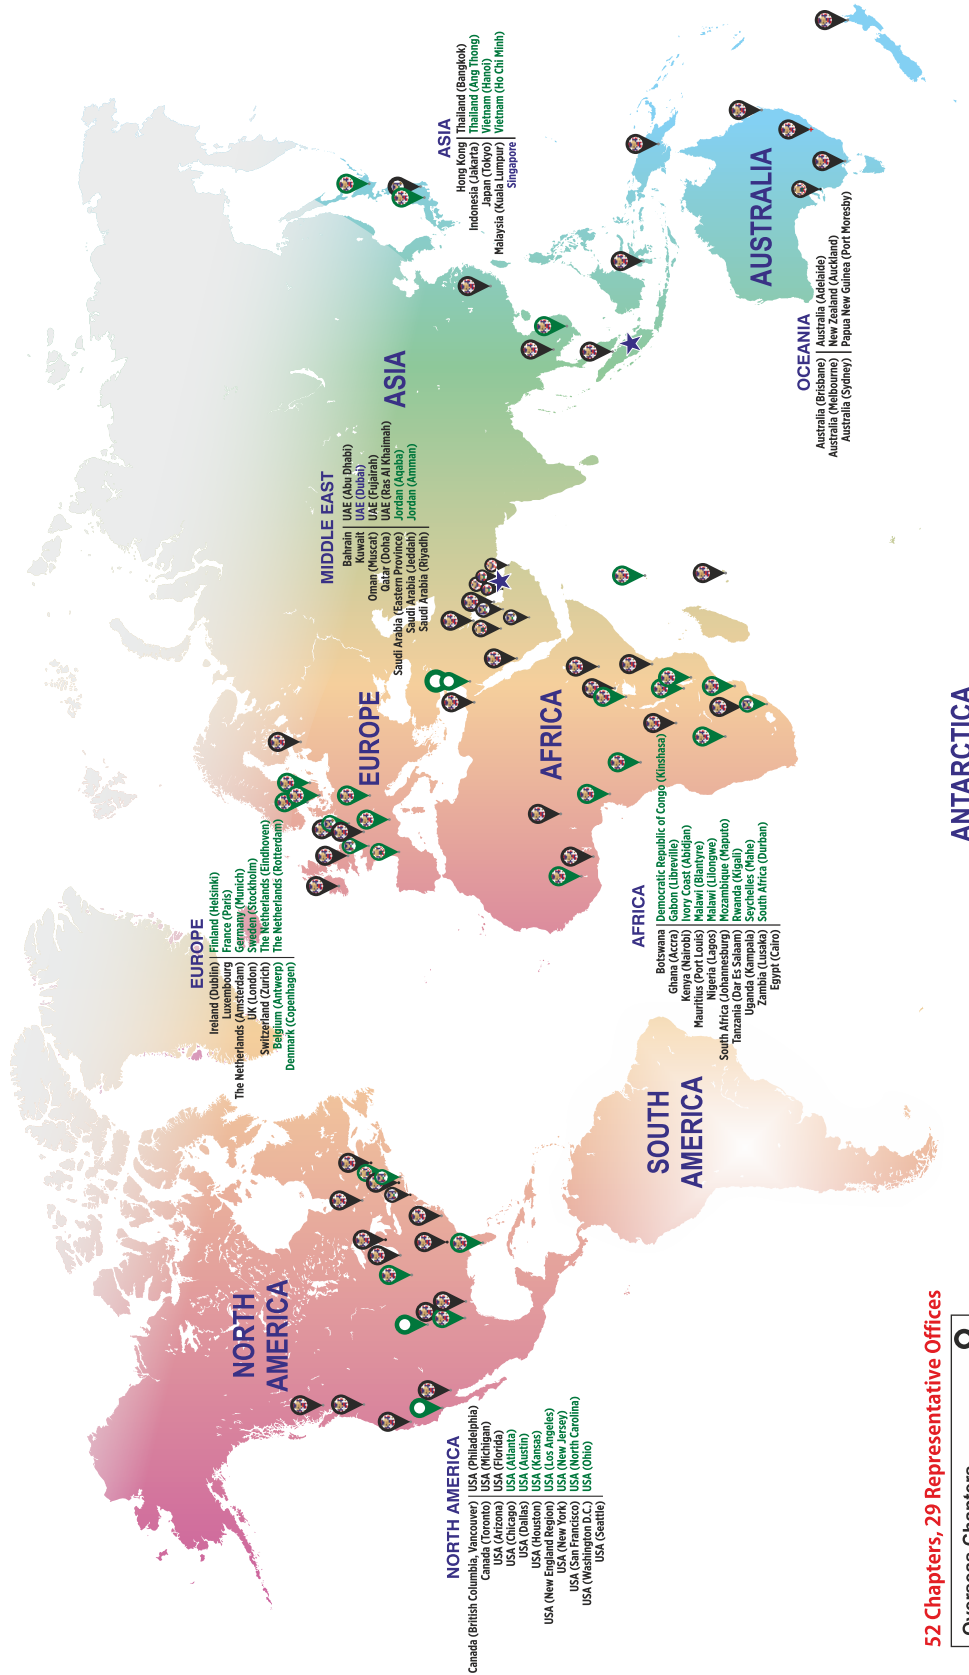 NORTH
AMERICA
NORTH AMERICA
Canada (British Columbia, Vancouver)
Canada (Toronto)
USA (Arizona)
USA (Chicago)
USA (Dallas)
USA (Houston)
USA (New England Region)
USA (New York)
USA (San Francisco)
USA (Washington D.C.)
USA (Seattle)
USA (Philadelphia)
USA (Michigan)
USA (Florida)
USA (Atlanta)
USA (Austin)
USA (Kansas)
USA (Los Angeles)
USA (New Jersey)
USA (North Carolina)
USA (Ohio)
SOUTH
AMERICA
EUROPE
Ireland (Dublin)
Luxembourg
The Netherlands (Amsterdam)
UK (London)
Switzerland (Zurich)
Belgium (Antwerp)
Denmark (Copenhagen)
Finland (Helsinki)
France (Paris)
Germany (Munich)
Sweden (Stockholm)
The Netherlands (Eindhoven)
The Netherlands (Rotterdam)
EUROPE
AFRICA
AFRICA
Botswana
Ghana (Accra)
Kenya (Nairobi)
Mauritius (Port Louis)
Nigeria (Lagos)
South Africa (Johannesburg)
Tanzania (Dar Es Salaam)
Uganda (Kampala)
Zambia (Lusaka)
Egypt (Cairo)
Democratic Republic of Congo (Kinshasa)
Gabon (Libreville)
Ivory Coast (Abidjan)
Malawi (Blantyre)
Malawi (Lilongwe)
Mozambique (Maputo)
Rwanda (Kigali)
Seychelles (Mahe)
South Africa (Durban)
MIDDLE EAST
Bahrain
Kuwait
Oman (Muscat)
Qatar (Doha)
Saudi Arabia (Eastern Province)
Saudi Arabia (Jeddah)
Saudi Arabia (Riyadh)
UAE (Abu Dhabi)
UAE (Dubai)
UAE (Fujairah)
UAE (Ras Al Khaimah)
Jordan (Aqaba)
Jordan (Amman)
ASIA
ASIA
Hong Kong
Indonesia (Jakarta)
Japan (Tokyo)
Malaysia (Kuala Lumpur)
Singapore
Thailand (Bangkok)
Thailand (Ang Thong)
Vietnam (Hanoi)
Vietnam (Ho Chi Minh)
AUSTRALIA
OCEANIA
Australia (Brisbane)
Australia (Melbourne)
Australia (Sydney)
Australia (Adelaide)
New Zealand (Auckland)
Papua New Guinea (Port Moresby)
ANTARCTICA
52 Chapters, 29 Representative Offices
Overseas Chapters